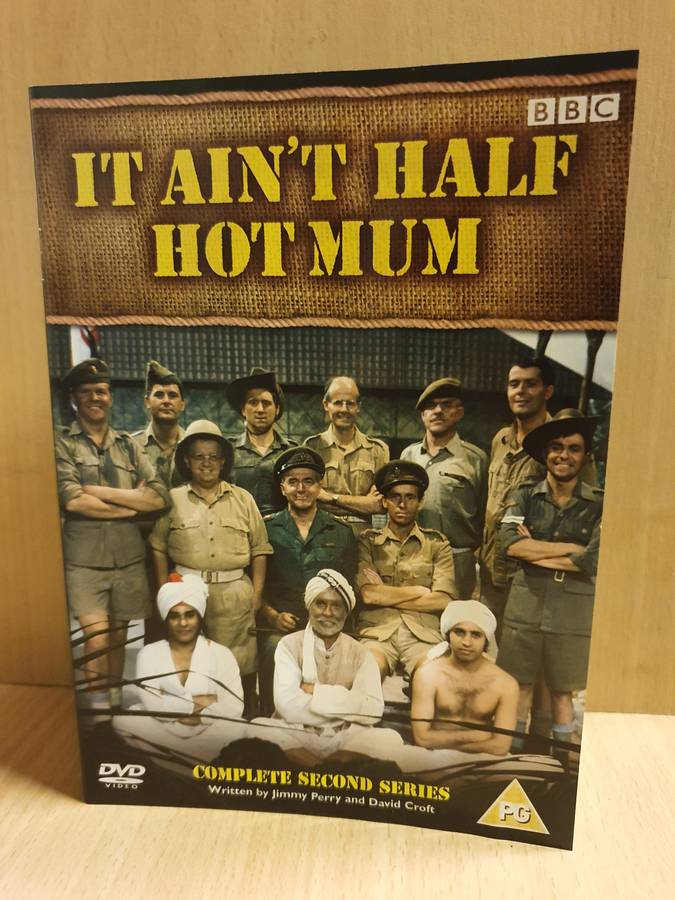 BBC
IT AIN'T HALF
HOT MUM
DVD
VIDEO
COMPLETE SECOND SERIES
Written by Jimmy Perry and David Croft
PG